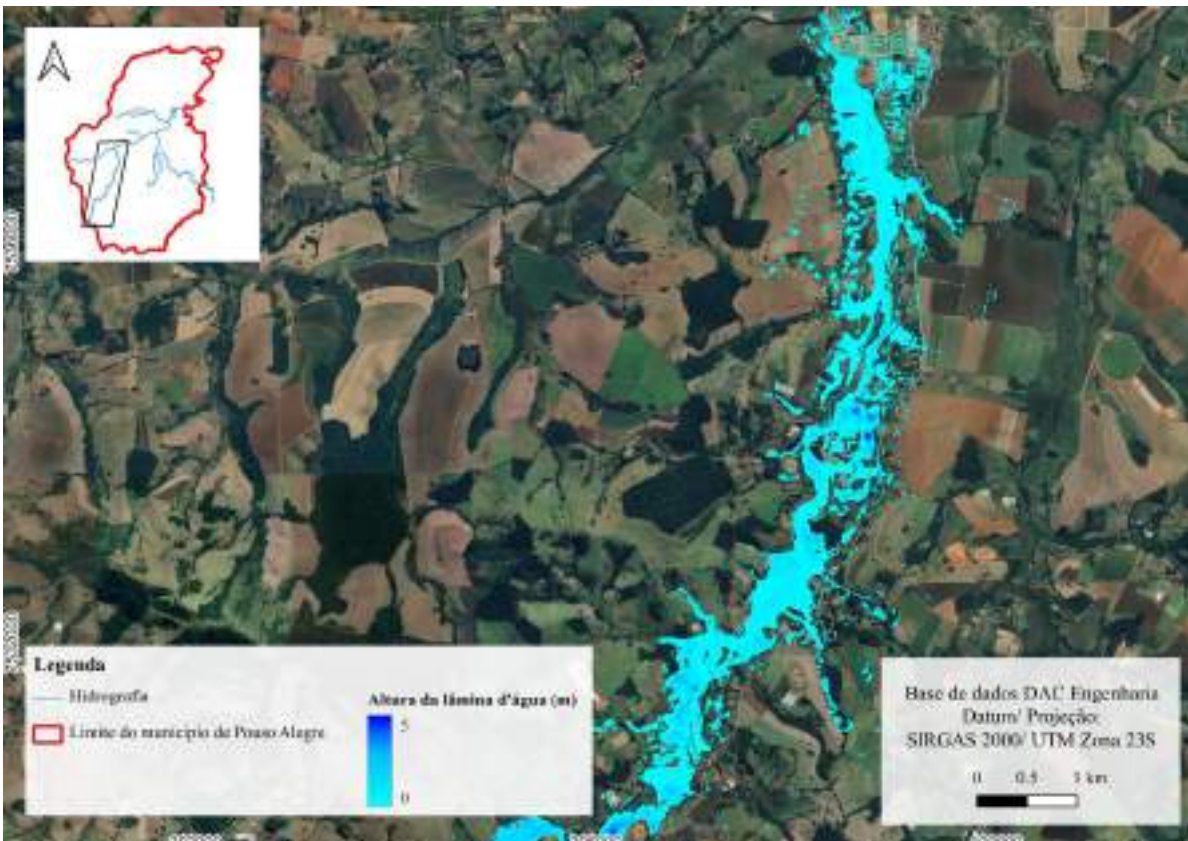 Legenda
Hidrografia
Limite do município de Pouso Alegre
Altura da lâmina d'água (m)
5
0
Base de dados DAC Engenharia
Datum/ Projeção:
SIRGAS 2000/ UTM Zona 23S
0 0.5 1 km